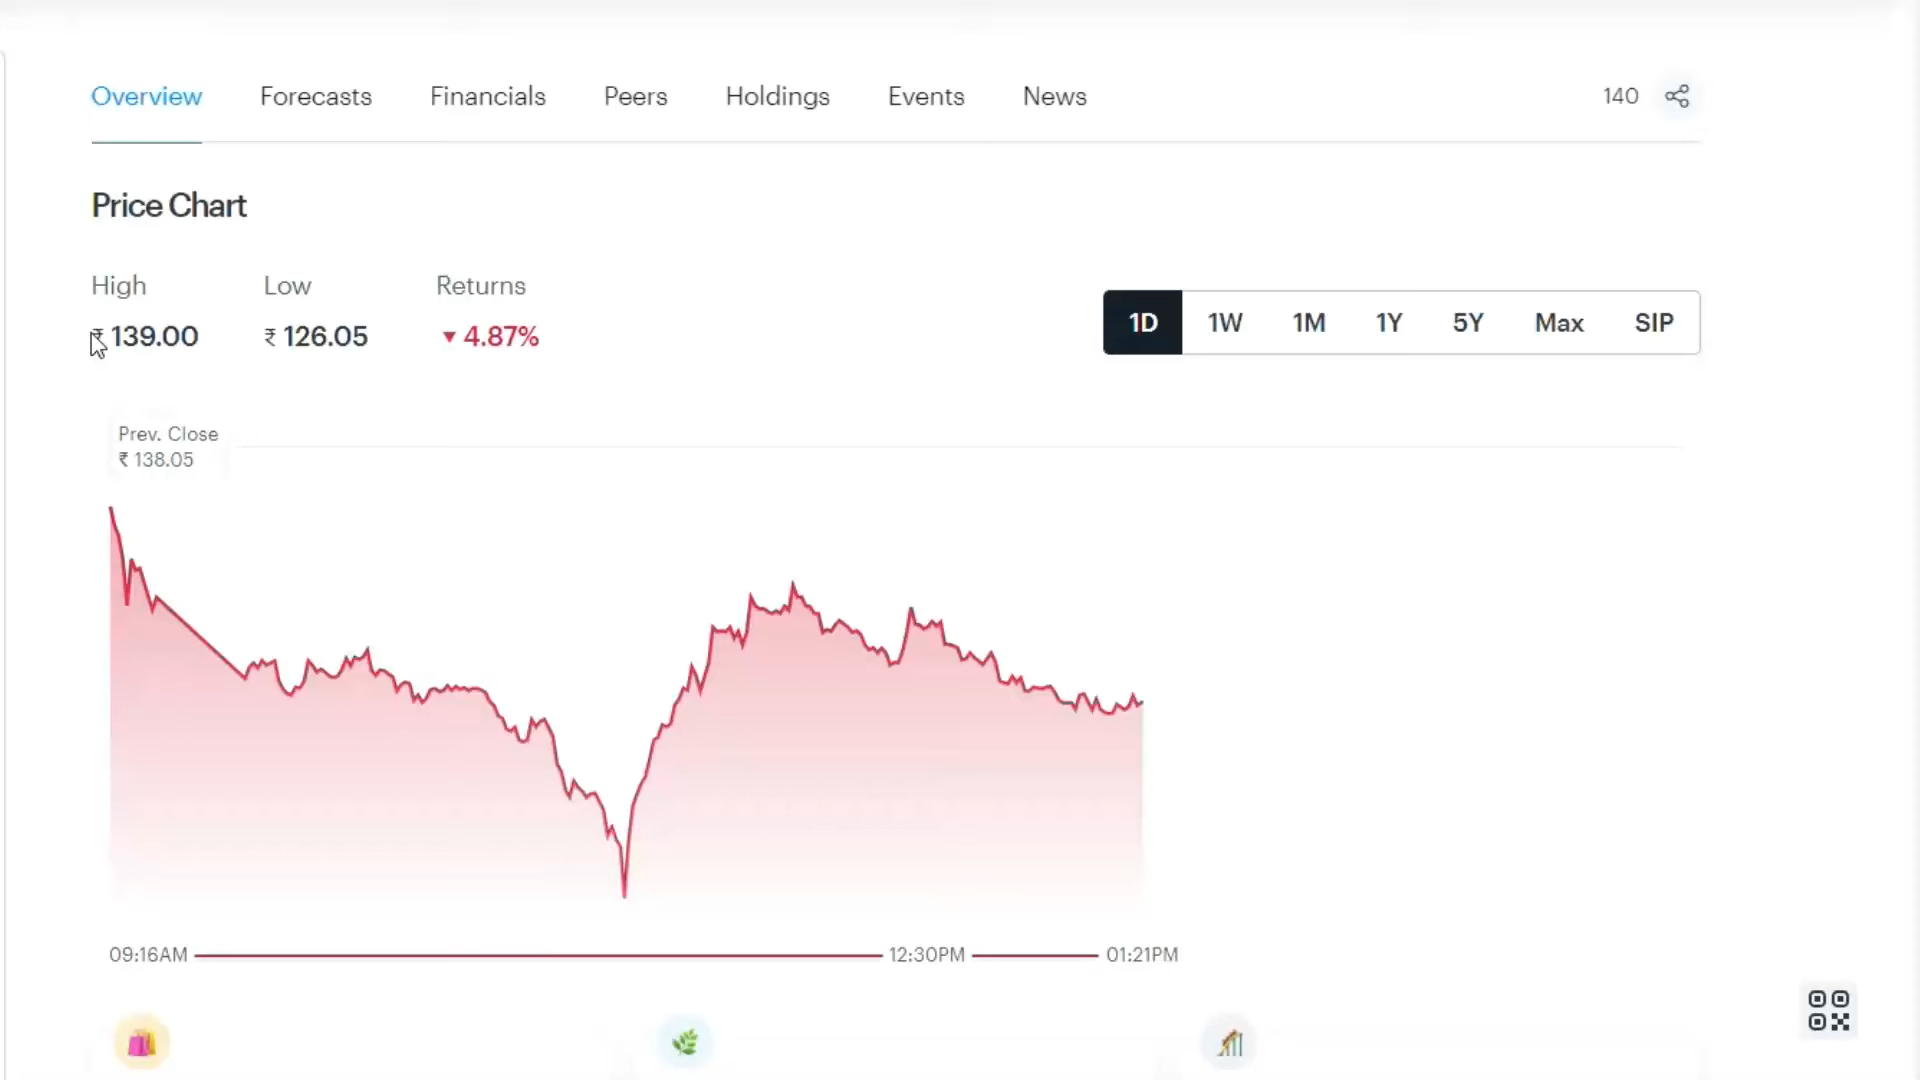 Overview Forecasts Financials Peers Holdings Events News 140
Price Chart
High Low Returns
₹ 139.00 ₹ 126.05 ▼ 4.87%
1D 1W 1M 1Y 5Y Max SIP
Prev. Close
₹ 138.05
09:16AM 12:30PM 01:21PM